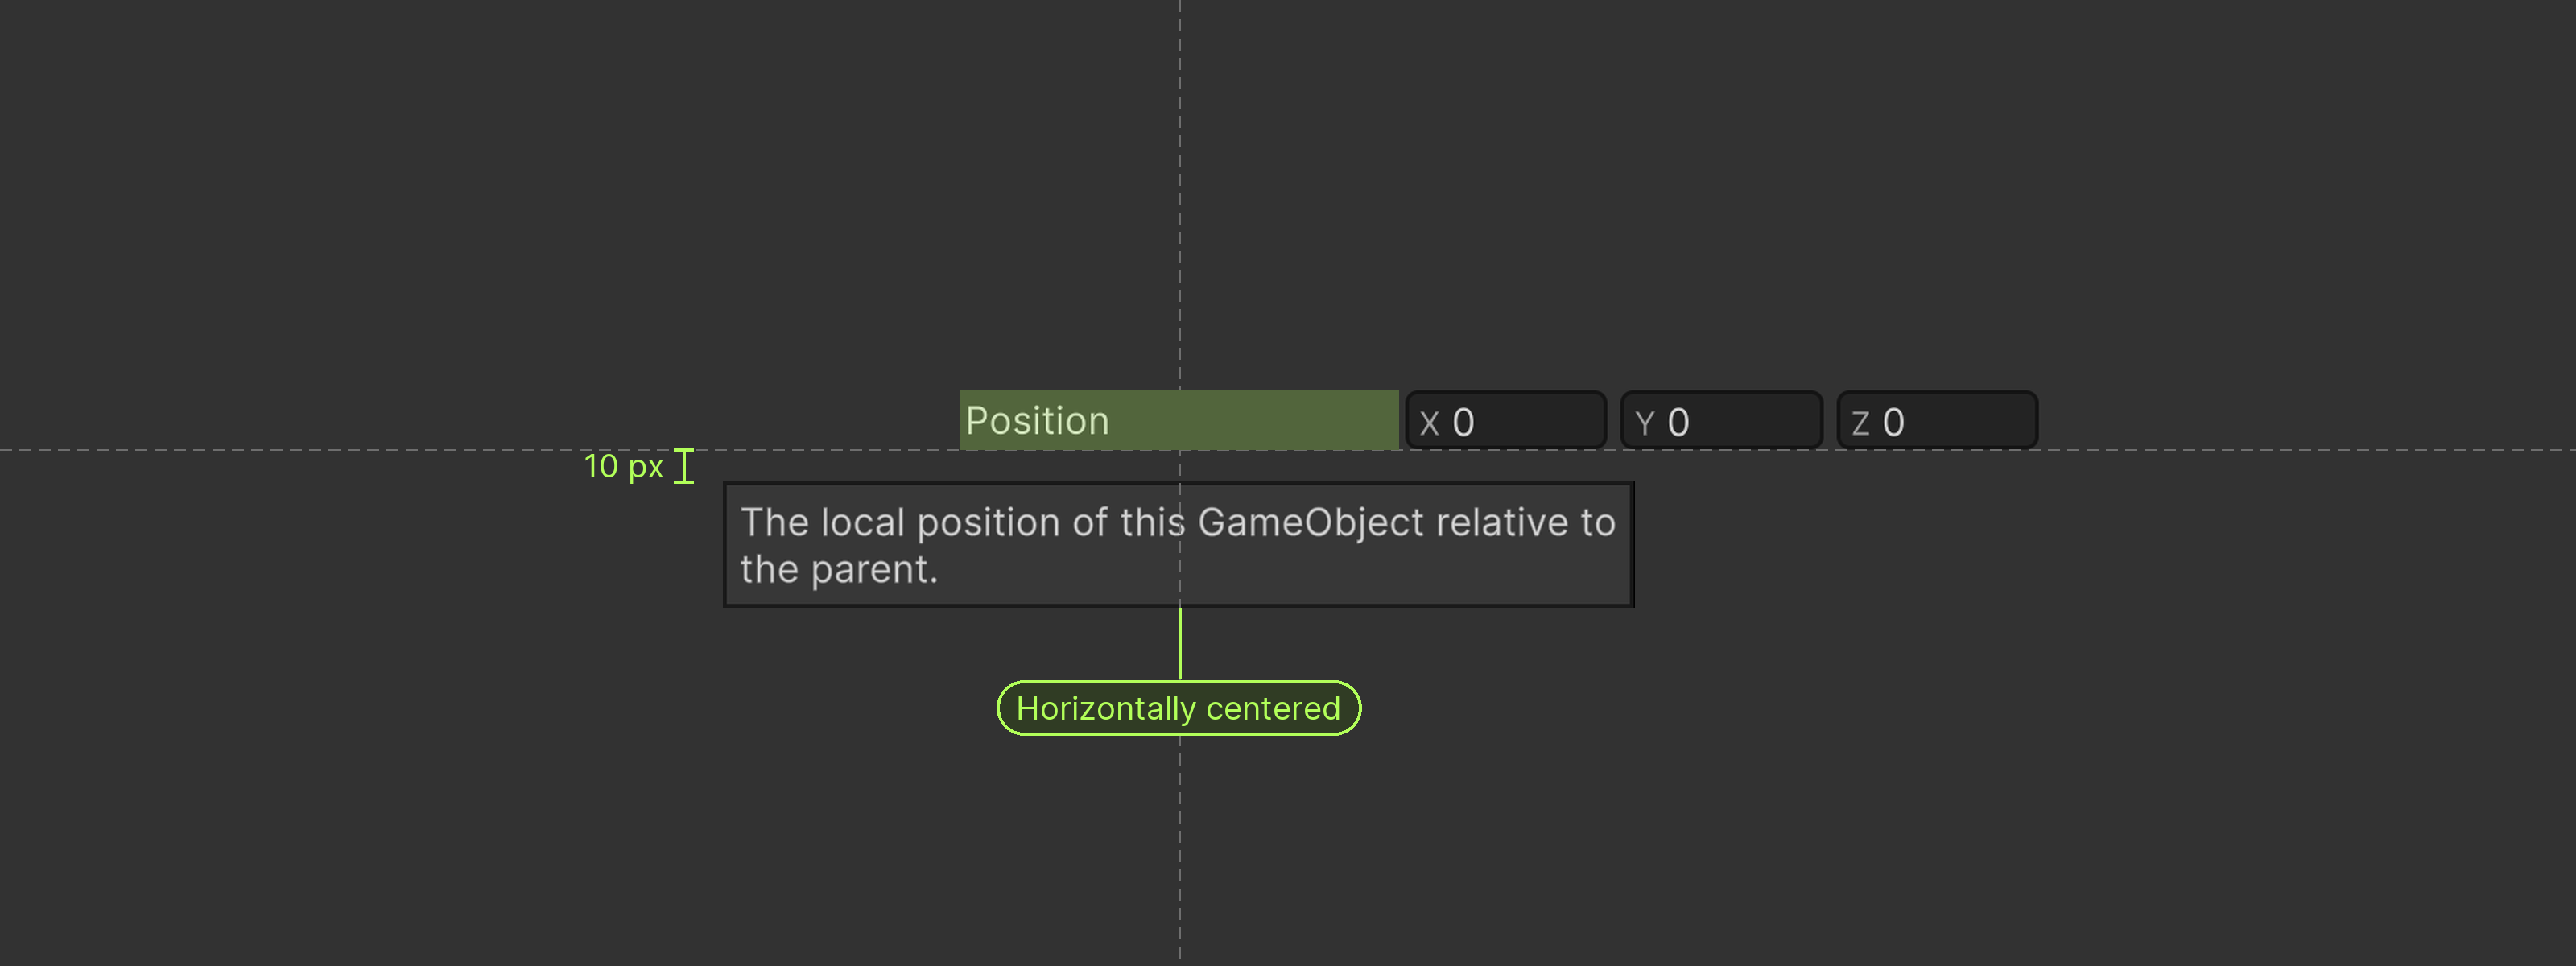 Position X 0 Y 0 Z 0
10 px
The local position of this GameObject relative to
the parent.
Horizontally centered